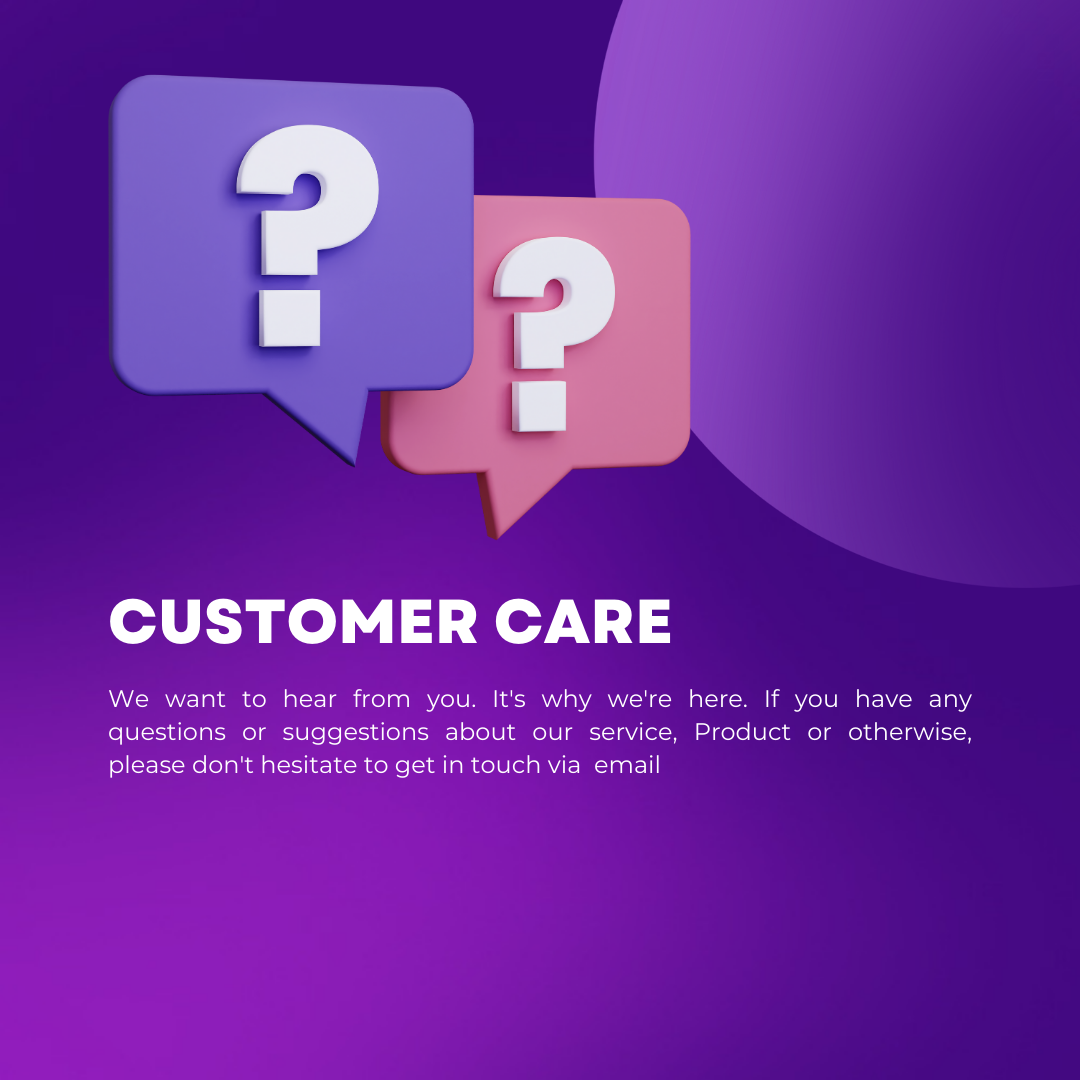 ? ?
CUSTOMER CARE
We want to hear from you. It's why we're here. If you have any
questions or suggestions about our service, Product or otherwise,
please don't hesitate to get in touch via  email